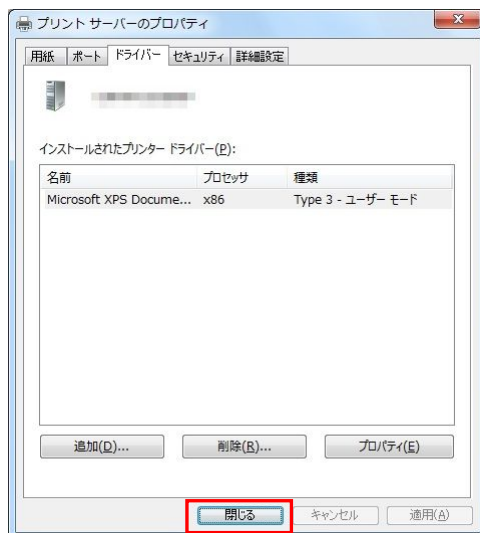 プリント サーバーのプロパティ
用紙 ポート ドライバー セキュリティ 詳細設定
インストールされたプリンター ドライバー(P):
名前 プロセッサ 種類
Microsoft XPS Docume... x86 Type 3 - ユーザー モード
追加(D)... 削除(R)... プロパティ(E)
閉じる キャンセル 適用(A)